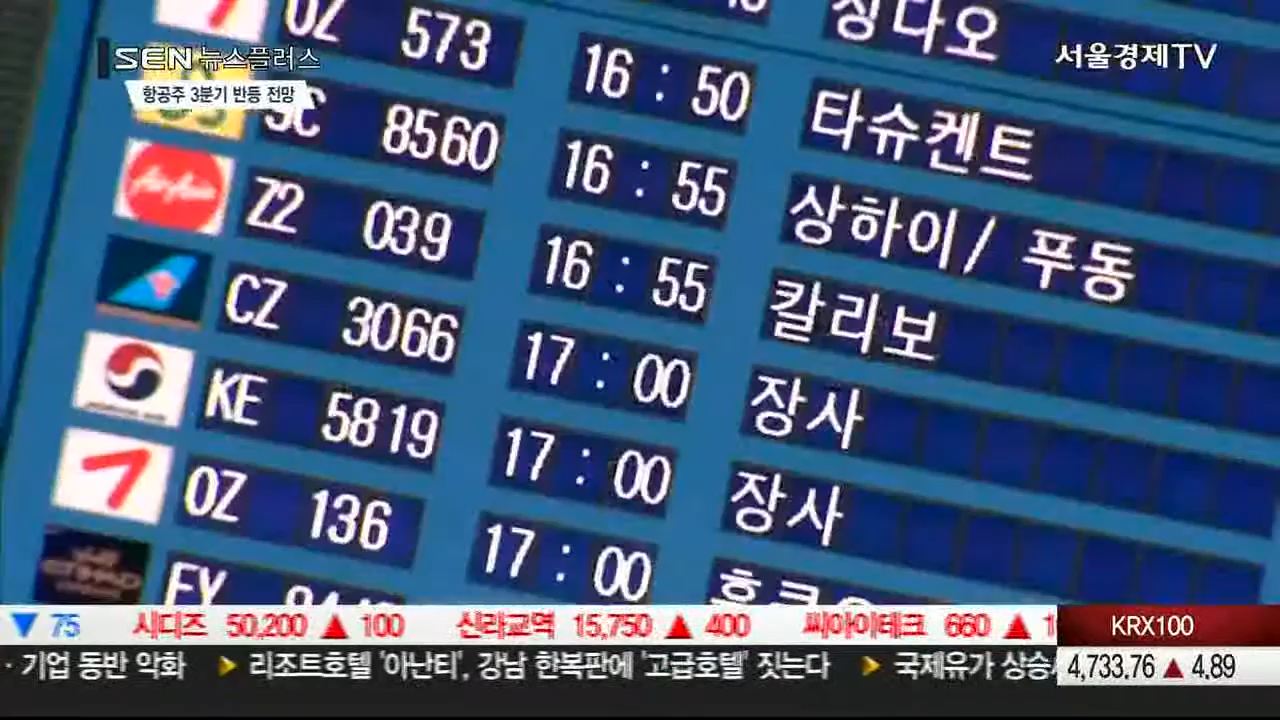 SEN 뉴스플러스
항공주 3분기 반등 전망
서울경제TV
칭다오
OZ 573 16 : 50 타슈켄트
SC 8560 16 : 55 상하이/ 푸동
AirAsia Z2 039 16 : 55 칼리보
CZ 3066 17 : 00 장사
KE 5819 17 : 00 장사
OZ 136 17 : 00
ETIHAD EY
▼ 75 시디즈 50,200 ▲ 100 신라교역 15,750 ▲ 400 씨아이테크 660 ▲ 1
KRX100
4,733.76 ▲ 4.89
· 기업 동반 악화 ▶ 리조트호텔 '아난티', 강남 한복판에 '고급호텔' 짓는다 ▶ 국제유가 상승